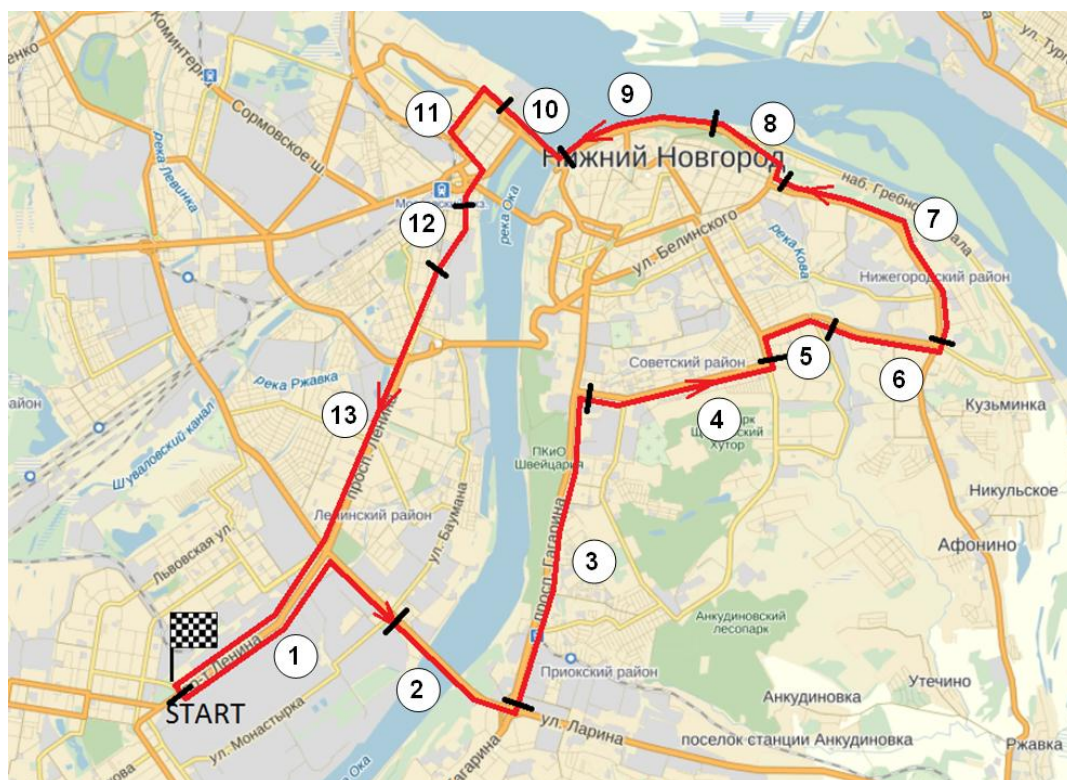 Коминтерна
Сормовское ш.
река Левинка
11
10
9
8
Нижний Новгород
наб. Гребного канала
7
12
река Ока
ул. Белинского
река Кова
Нижегородский район
Советский район
5
6
река Ржавка
Кузьминка
4
Хутор
13
просп. Ленина
ПКиО
Швейцария
Шуваловский канал
Никульское
Ленинский район
ул. Баумана
Львовская ул.
просп. Гагарина
3
Афонино
Анкудиновский
лесопарк
1
Приокский район
2
Утечино
START
ул. Монастырка
ул. Ларина
Анкудиновка
поселок станции Анкудиновка
Ржавка